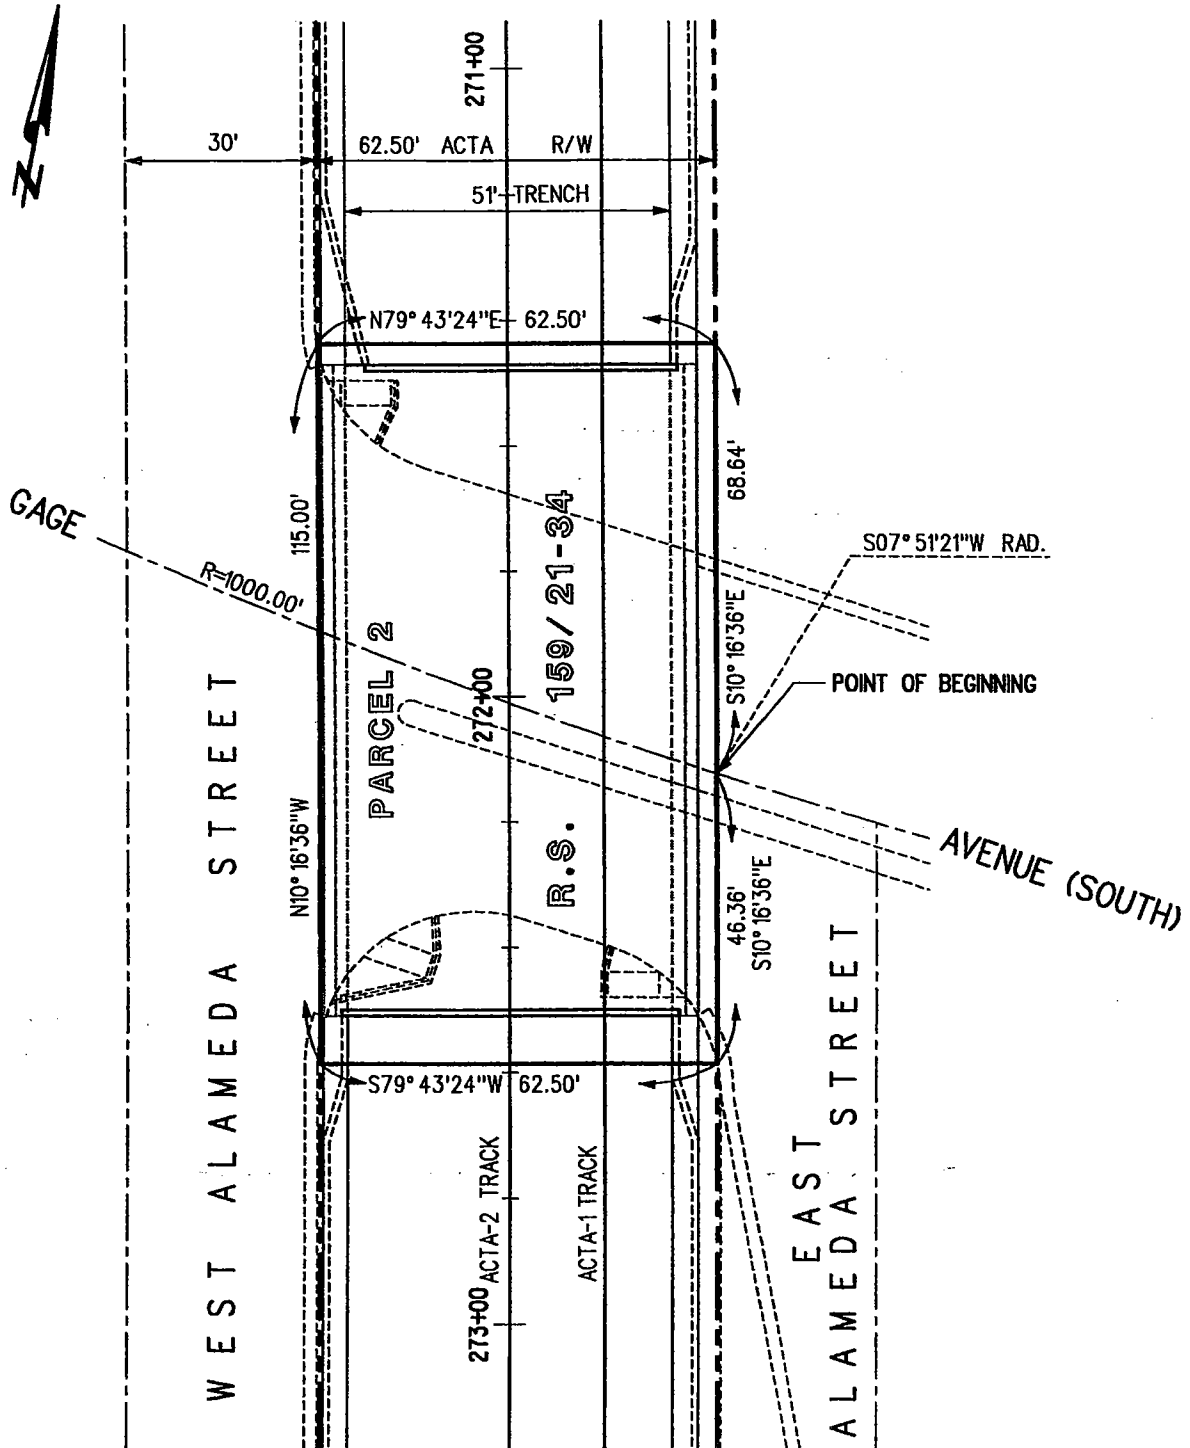 N
271+00
30'
62.50' ACTA R/W
51' TRENCH
N79°43'24"E 62.50'
68.64'
115.00'
GAGE
R=1000.00'
S07°51'21"W RAD.
PARCEL 2
R.S. 159/21-34
S10°16'36"E
POINT OF BEGINNING
272+00
N10°16'36"W
AVENUE (SOUTH)
46.36'
S10°16'36"E
WEST ALAMEDA STREET
S79°43'24"W 62.50'
ACTA-2 TRACK
ACTA-1 TRACK
EAST
ALAMEDA STREET
273+00